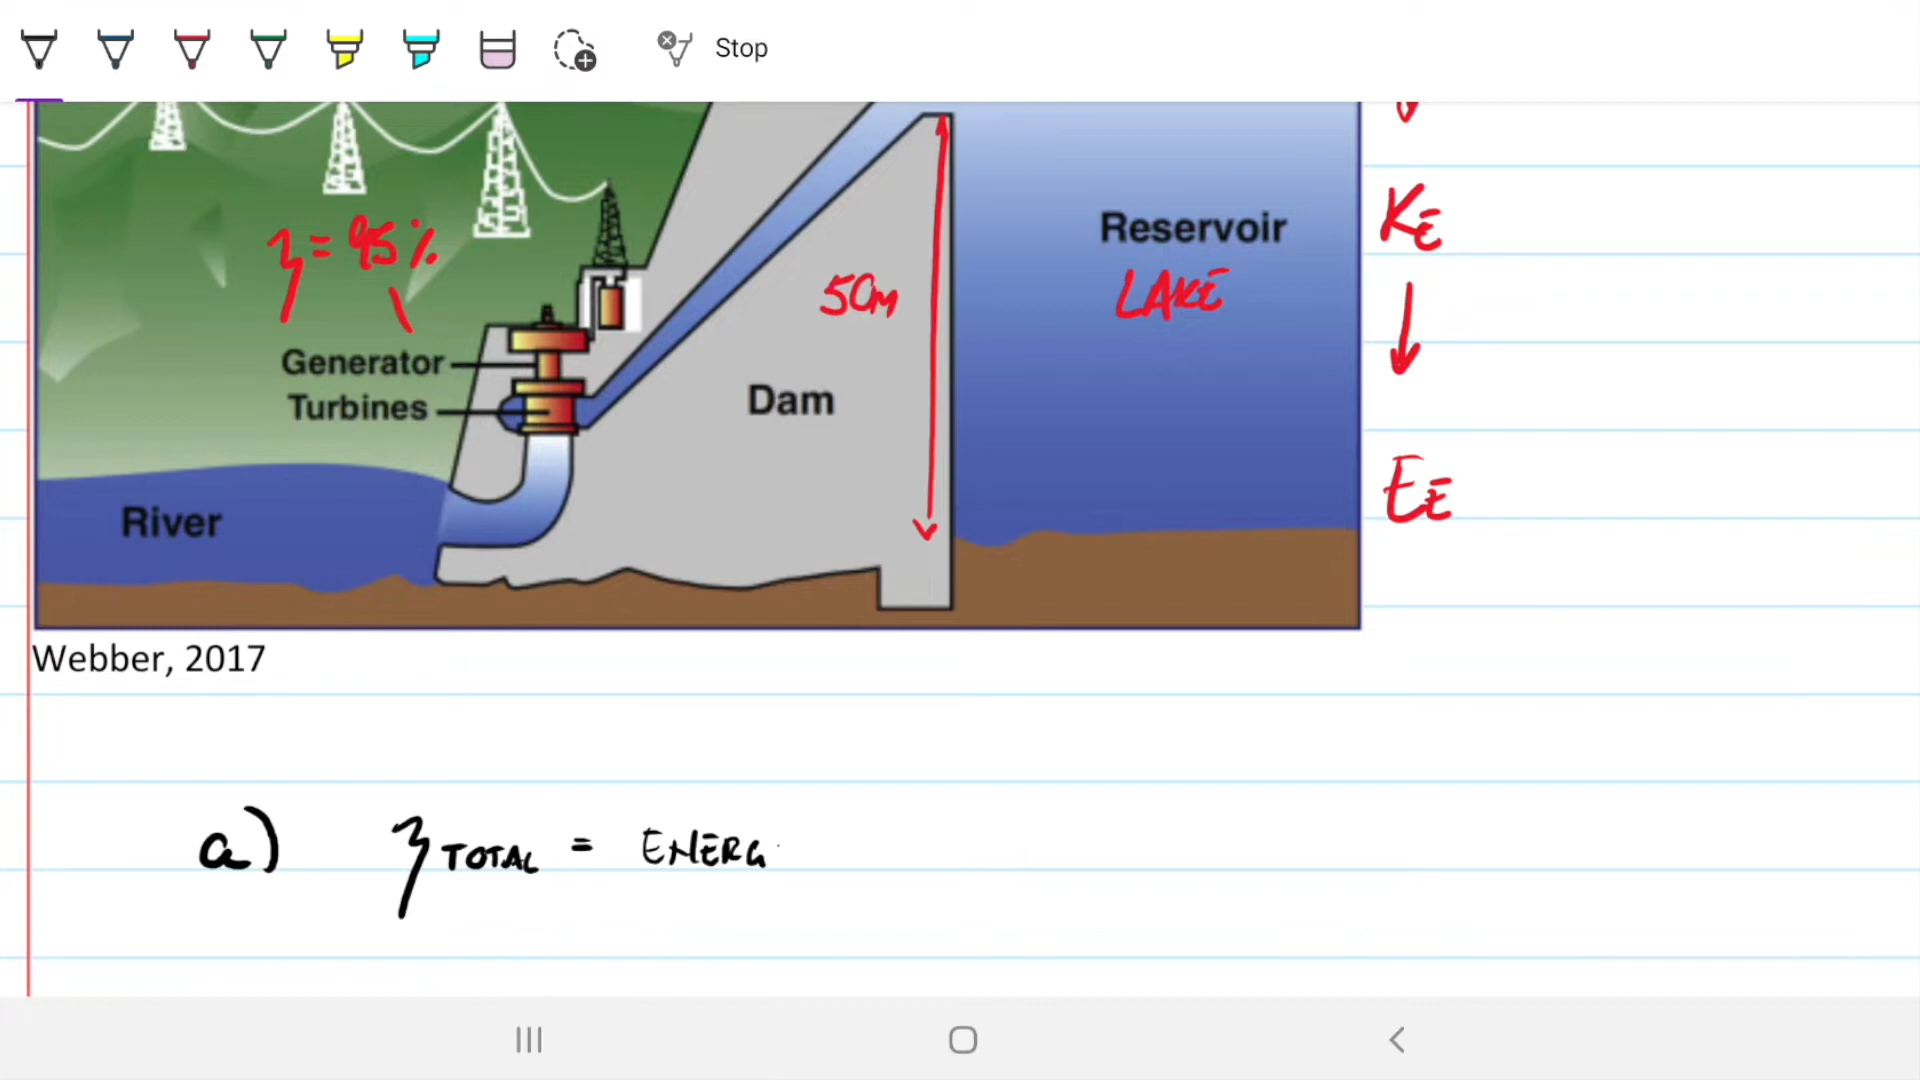 Stop
KE
η = 95%
Reservoir
50m
LAKE
Generator
Turbines
Dam
EE
River
Webber, 2017
a) η TOTAL = ENERG